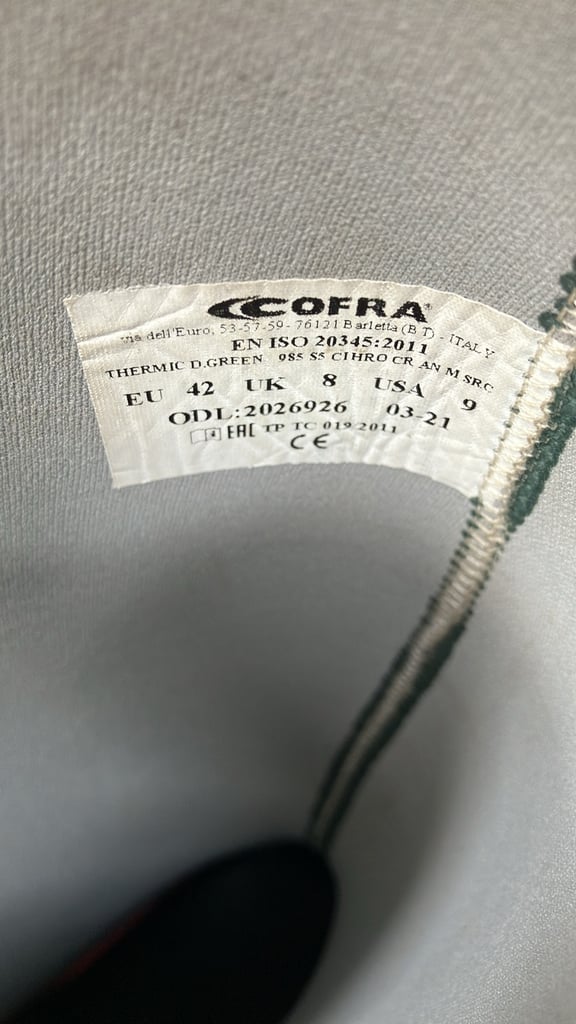 COFRA®
via dell'Euro, 53-57-59 - 76121 Barletta (BT) - ITALY
EN ISO 20345:2011
THERMIC D.GREEN 985 S5 CI HRO CR AN M SRC
EU 42 UK 8 USA 9
ODL:2026926 03-21
EAC TP TC 019/2011
CE